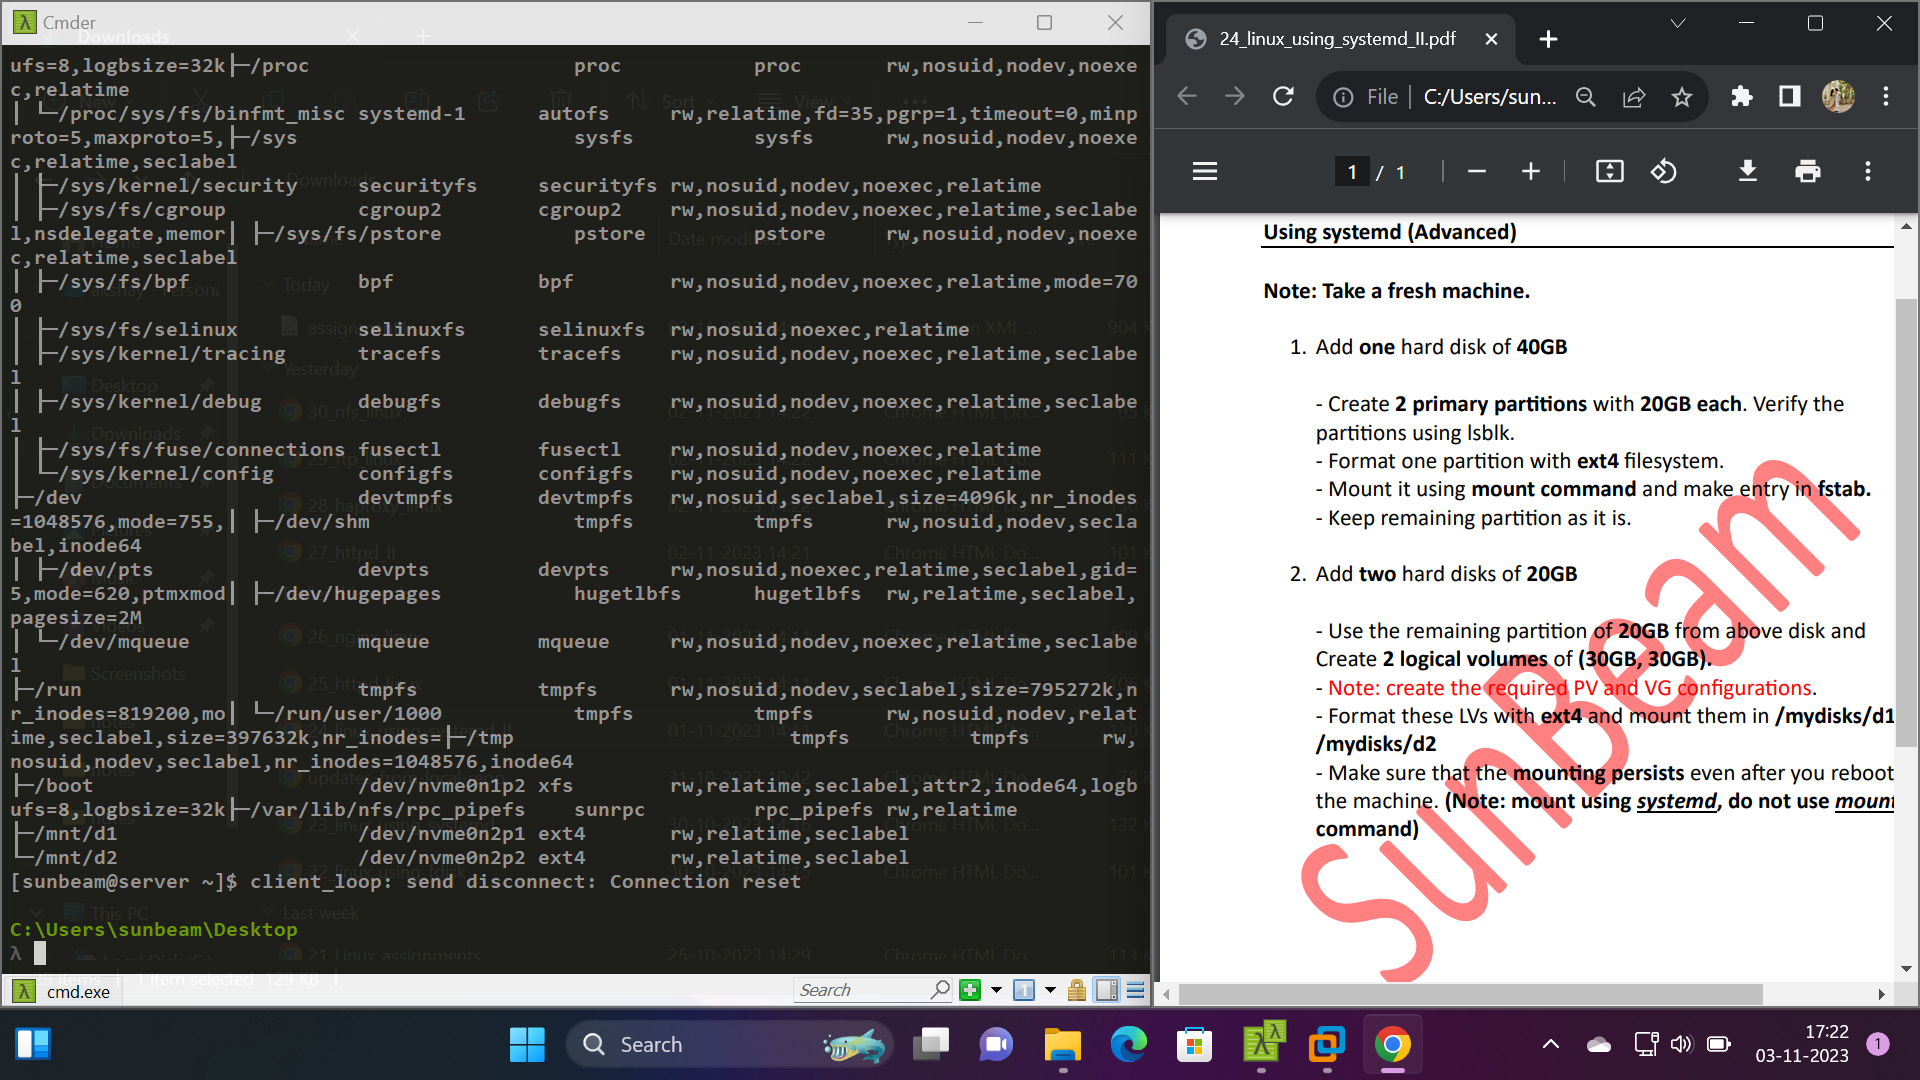 Cmder
ufs=8,logbsize=32k├─/proc proc proc rw,nosuid,nodev,noexe
c,relatime
│ └─/proc/sys/fs/binfmt_misc systemd-1 autofs rw,relatime,fd=35,pgrp=1,timeout=0,minp
roto=5,maxproto=5,├─/sys sysfs sysfs rw,nosuid,nodev,noexe
c,relatime,seclabel
│ ├─/sys/kernel/security securityfs securityfs rw,nosuid,nodev,noexec,relatime
│ ├─/sys/fs/cgroup cgroup2 cgroup2 rw,nosuid,nodev,noexec,relatime,seclabe
l,nsdelegate,memor│ ├─/sys/fs/pstore pstore pstore rw,nosuid,nodev,noexe
c,relatime,seclabel
│ ├─/sys/fs/bpf bpf bpf rw,nosuid,nodev,noexec,relatime,mode=70
0
│ ├─/sys/fs/selinux selinuxfs selinuxfs rw,nosuid,noexec,relatime
│ ├─/sys/kernel/tracing tracefs tracefs rw,nosuid,nodev,noexec,relatime,seclabe
l
│ ├─/sys/kernel/debug debugfs debugfs rw,nosuid,nodev,noexec,relatime,seclabe
l
│ ├─/sys/fs/fuse/connections fusectl fusectl rw,nosuid,nodev,noexec,relatime
│ └─/sys/kernel/config configfs configfs rw,nosuid,nodev,noexec,relatime
├─/dev devtmpfs devtmpfs rw,nosuid,seclabel,size=4096k,nr_inodes
=1048576,mode=755,│ ├─/dev/shm tmpfs tmpfs rw,nosuid,nodev,secla
bel,inode64
│ ├─/dev/pts devpts devpts rw,nosuid,noexec,relatime,seclabel,gid=
5,mode=620,ptmxmod│ ├─/dev/hugepages hugetlbfs hugetlbfs rw,relatime,seclabel,
pagesize=2M
│ └─/dev/mqueue mqueue mqueue rw,nosuid,nodev,noexec,relatime,seclabe
l
├─/run tmpfs tmpfs rw,nosuid,nodev,seclabel,size=795272k,n
r_inodes=819200,mo│ └─/run/user/1000 tmpfs tmpfs rw,nosuid,nodev,relat
ime,seclabel,size=397632k,nr_inodes=├─/tmp tmpfs tmpfs rw,
nosuid,nodev,seclabel,nr_inodes=1048576,inode64
├─/boot /dev/nvme0n1p2 xfs rw,relatime,seclabel,attr2,inode64,logb
ufs=8,logbsize=32k├─/var/lib/nfs/rpc_pipefs sunrpc rpc_pipefs rw,relatime
├─/mnt/d1 /dev/nvme0n2p1 ext4 rw,relatime,seclabel
└─/mnt/d2 /dev/nvme0n2p2 ext4 rw,relatime,seclabel
[sunbeam@server ~]$ client_loop: send disconnect: Connection reset
C:\Users\sunbeam\Desktop
λ
cmd.exe
Search
24_linux_using_systemd_II.pdf
File
C:/Users/sun...
1 / 1
Using systemd (Advanced)
Note: Take a fresh machine.
1. Add one hard disk of 40GB
- Create 2 primary partitions with 20GB each. Verify the
partitions using lsblk.
- Format one partition with ext4 filesystem.
- Mount it using mount command and make entry in fstab.
- Keep remaining partition as it is.
2. Add two hard disks of 20GB
- Use the remaining partition of 20GB from above disk and
Create 2 logical volumes of (30GB, 30GB).
- Note: create the required PV and VG configurations.
- Format these LVs with ext4 and mount them in /mydisks/d1
/mydisks/d2
- Make sure that the mounting persists even after you reboot
the machine. (Note: mount using systemd, do not use mount
command)
SunBeam
Search
17:22
03-11-2023
1